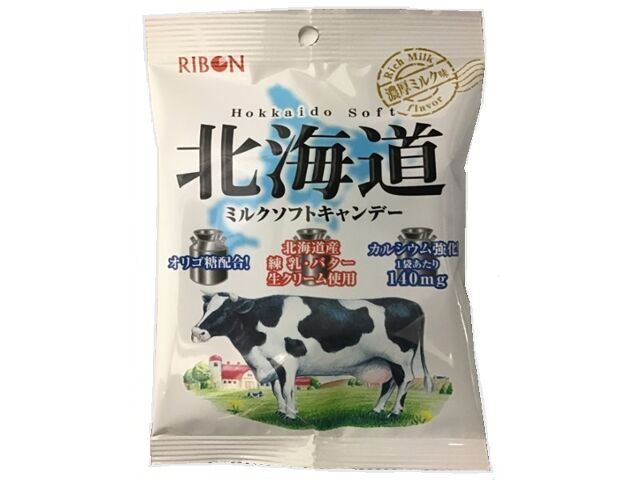 RIBON
Rich Milk
濃厚ミルク味
flavor
Hokkaido Soft
北海道
ミルクソフトキャンデー
オリゴ糖配合!
北海道産
練乳・バター
生クリーム使用
カルシウム強化!
1袋あたり
140mg